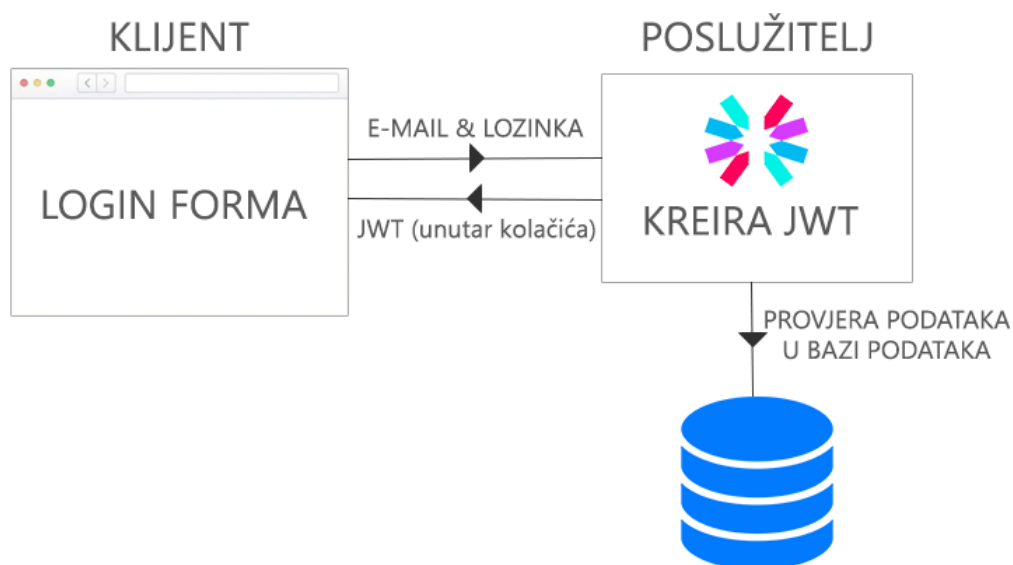 KLIJENT
POSLUŽITELJ
E-MAIL & LOZINKA
LOGIN FORMA
JWT (unutar kolačića)
KREIRA JWT
PROVJERA PODATAKA
U BAZI PODATAKA